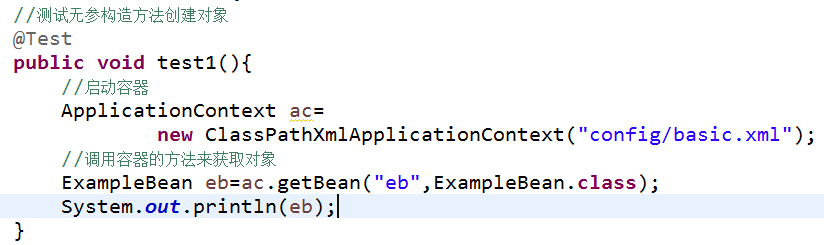 //测试无参构造方法创建对象
@Test
public void test1(){
//启动容器
ApplicationContext ac=
new ClassPathXmlApplicationContext("config/basic.xml");
//调用容器的方法来获取对象
ExampleBean eb=ac.getBean("eb",ExampleBean.class);
System.out.println(eb);
}